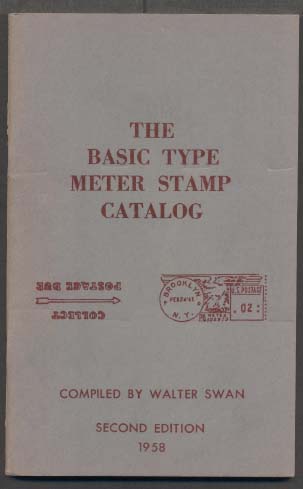 THE
BASIC TYPE
METER STAMP
CATALOG
POSTAGE DUE
COLLECT
BROOKLYN
N.Y.
U.S. POSTAGE
.02
COMPILED BY WALTER SWAN
SECOND EDITION
1958